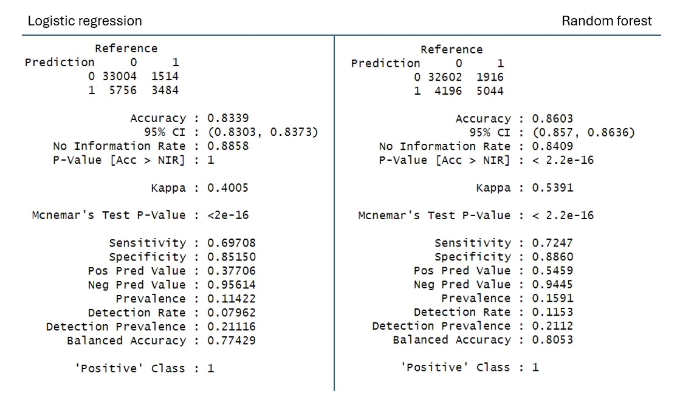 Logistic regression
Random forest
Reference
Prediction 0 1
0 33004 1514
1 5756 3484
Accuracy : 0.8339
95% CI : (0.8303, 0.8373)
No Information Rate : 0.8858
P-Value [Acc > NIR] : 1
Kappa : 0.4005
Mcnemar's Test P-Value : <2e-16
Sensitivity : 0.69708
Specificity : 0.85150
Pos Pred Value : 0.37706
Neg Pred Value : 0.95614
Prevalence : 0.11422
Detection Rate : 0.07962
Detection Prevalence : 0.21116
Balanced Accuracy : 0.77429
'Positive' Class : 1
Reference
Prediction 0 1
0 32602 1916
1 4196 5044
Accuracy : 0.8603
95% CI : (0.857, 0.8636)
No Information Rate : 0.8409
P-Value [Acc > NIR] : < 2.2e-16
Kappa : 0.5391
Mcnemar's Test P-Value : < 2.2e-16
Sensitivity : 0.7247
Specificity : 0.8860
Pos Pred Value : 0.5459
Neg Pred Value : 0.9445
Prevalence : 0.1591
Detection Rate : 0.1153
Detection Prevalence : 0.2112
Balanced Accuracy : 0.8053
'Positive' Class : 1